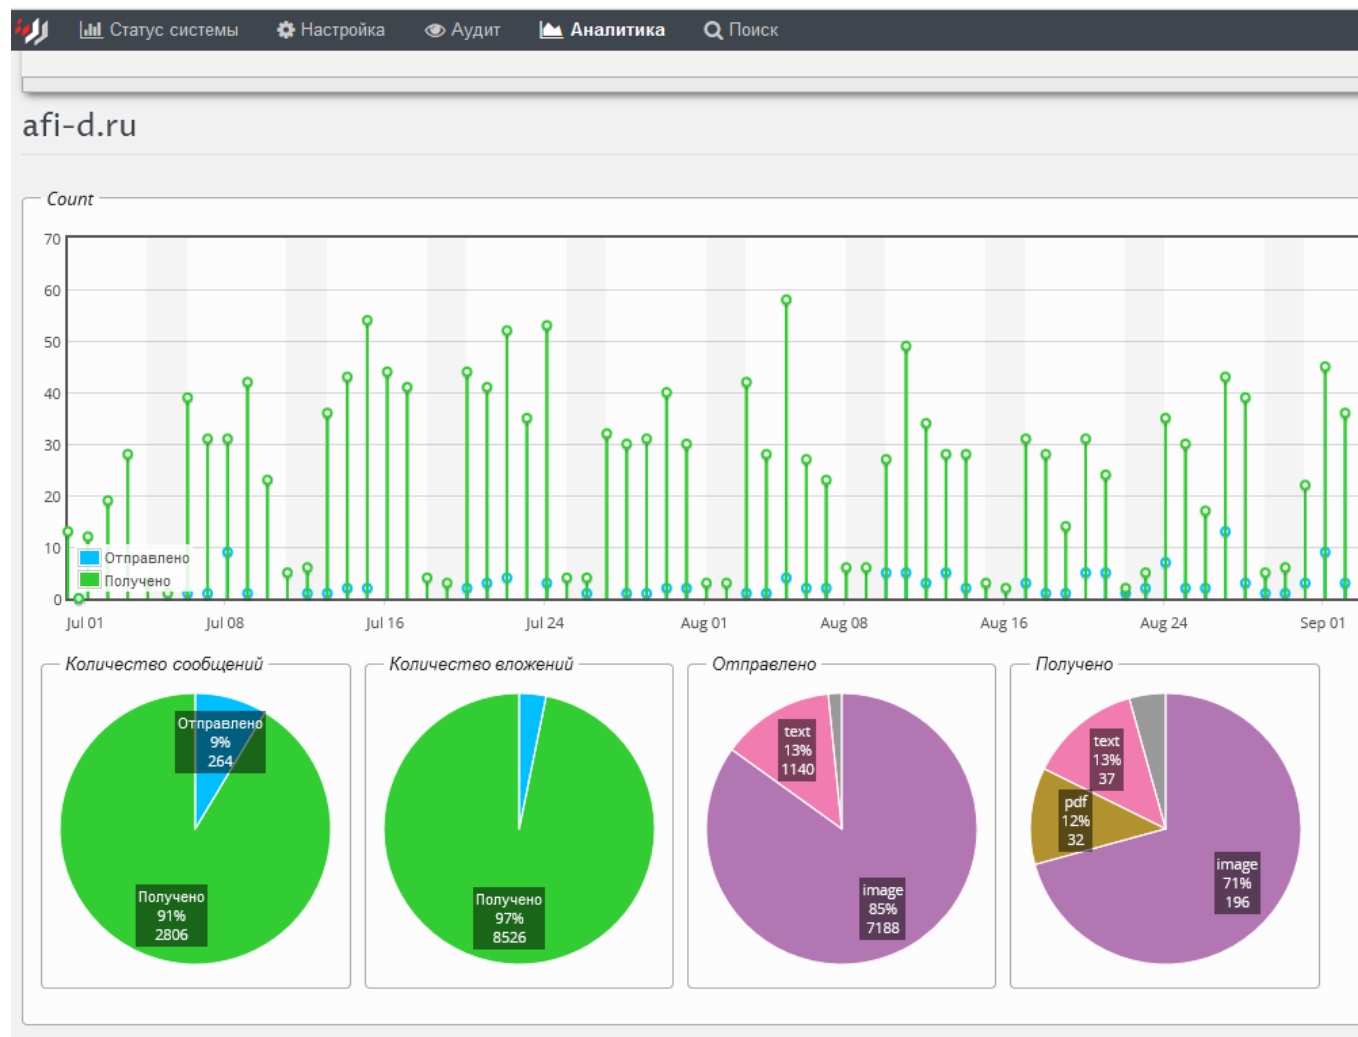 Статус системы Настройка Аудит Аналитика Поиск
afi-d.ru
Count
70
60
50
40
30
20
10
0
Отправлено
Получено
Jul 01 Jul 08 Jul 16 Jul 24 Aug 01 Aug 08 Aug 16 Aug 24 Sep 01
Количество сообщений
Отправлено
9%
264
Получено
91%
2806
Количество вложений
Получено
97%
8526
Отправлено
text
13%
1140
image
85%
7188
Получено
text
13%
37
pdf
12%
32
image
71%
196